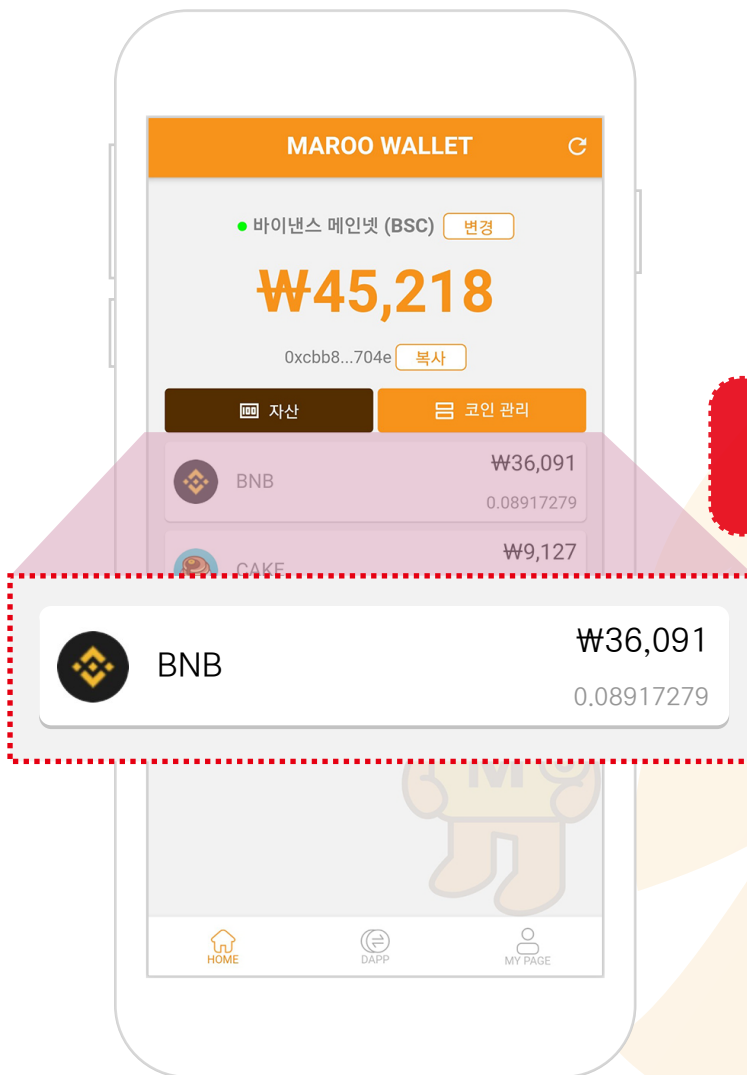 MAROO WALLET
바이낸스 메인넷 (BSC) 변경
₩45,218
0xcbb8...704e 복사
자산 코인 관리
BNB ₩36,091
0.08917279
CAKE ₩9,127
BNB ₩36,091
0.08917279
M
HOME DAPP MY PAGE